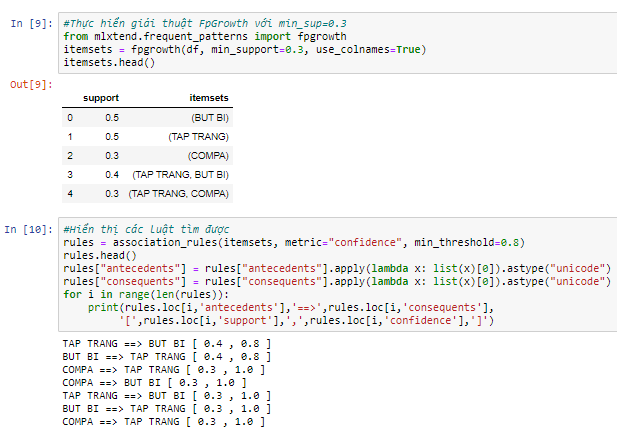 In [9]: #Thực hiển giải thuật FpGrowth với min_sup=0.3
from mlxtend.frequent_patterns import fpgrowth
itemsets = fpgrowth(df, min_support=0.3, use_colnames=True)
itemsets.head()
Out[9]:
support itemsets
0 0.5 (BUT BI)
1 0.5 (TAP TRANG)
2 0.3 (COMPA)
3 0.4 (TAP TRANG, BUT BI)
4 0.3 (TAP TRANG, COMPA)
In [10]: #Hiển thị các luật tìm được
rules = association_rules(itemsets, metric="confidence", min_threshold=0.8)
rules.head()
rules["antecedents"] = rules["antecedents"].apply(lambda x: list(x)[0]).astype("unicode")
rules["consequents"] = rules["consequents"].apply(lambda x: list(x)[0]).astype("unicode")
for i in range(len(rules)):
print(rules.loc[i,'antecedents'],'==>',rules.loc[i,'consequents'],
'[',rules.loc[i,'support'],',',rules.loc[i,'confidence'],']')
TAP TRANG ==> BUT BI [ 0.4 , 0.8 ]
BUT BI ==> TAP TRANG [ 0.4 , 0.8 ]
COMPA ==> TAP TRANG [ 0.3 , 1.0 ]
COMPA ==> BUT BI [ 0.3 , 1.0 ]
TAP TRANG ==> BUT BI [ 0.3 , 1.0 ]
BUT BI ==> TAP TRANG [ 0.3 , 1.0 ]
COMPA ==> TAP TRANG [ 0.3 , 1.0 ]